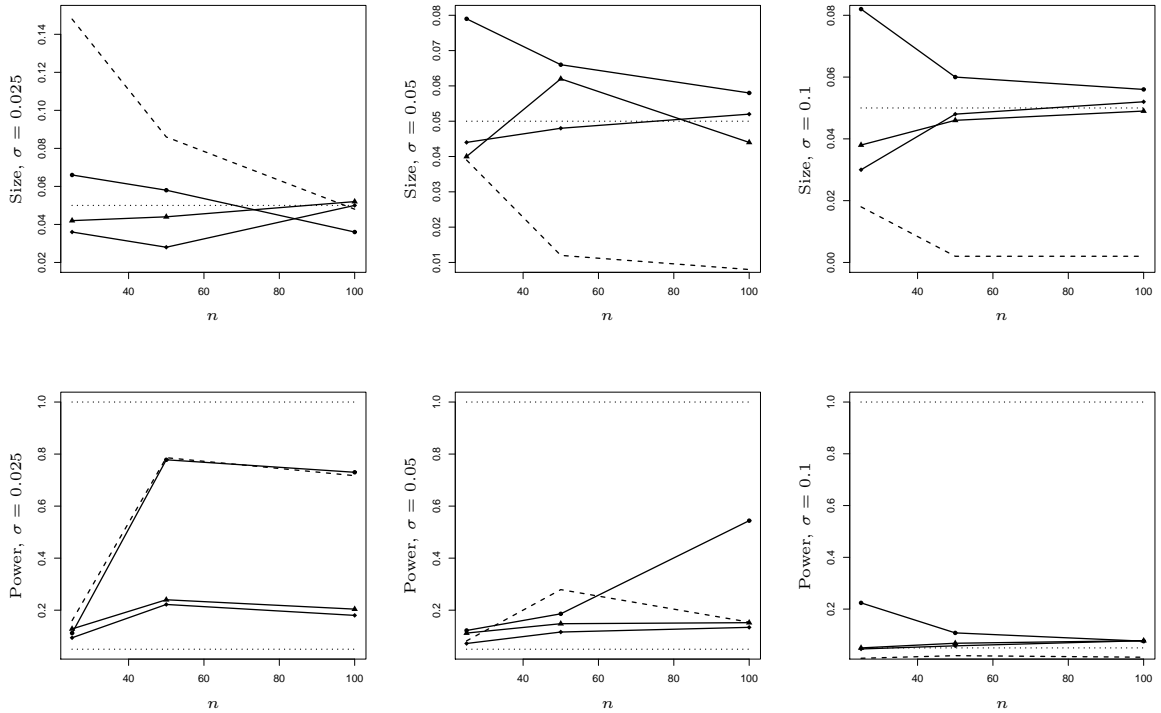 Size, σ = 0.025
0.02 0.04 0.06 0.08 0.10 0.12 0.14
40 60 80 100
n
Size, σ = 0.05
0.01 0.02 0.03 0.04 0.05 0.06 0.07 0.08
40 60 80 100
n
Size, σ = 0.1
0.00 0.02 0.04 0.06 0.08
40 60 80 100
n
Power, σ = 0.025
0.2 0.4 0.6 0.8 1.0
40 60 80 100
n
Power, σ = 0.05
0.2 0.4 0.6 0.8 1.0
40 60 80 100
n
Power, σ = 0.1
0.2 0.4 0.6 0.8 1.0
40 60 80 100
n